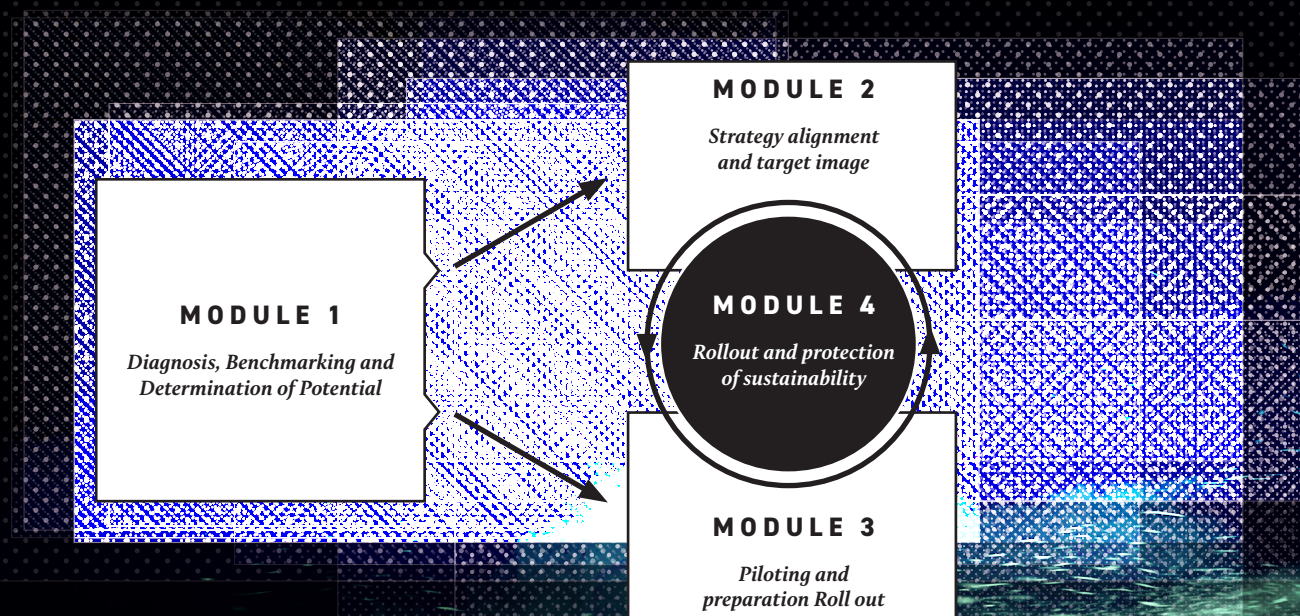 MODULE 1
Diagnosis, Benchmarking and
Determination of Potential
MODULE 2
Strategy alignment
and target image
MODULE 4
Rollout and protection
of sustainability
MODULE 3
Piloting and
preparation Roll out